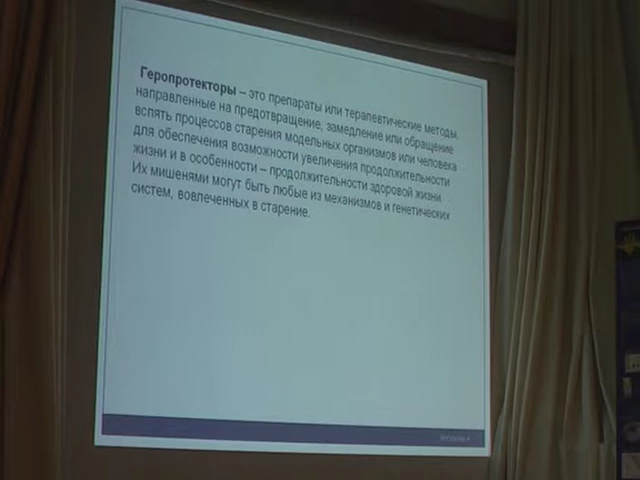 Геропротекторы – это препараты или терапевтические методы,
направленные на предотвращение, замедление или обращение
вспять процессов старения модельных организмов или человека
для обеспечения возможности увеличения продолжительности
жизни и в особенности – продолжительности здоровой жизни.
Их мишенями могут быть любые из механизмов и генетических
систем, вовлеченных в старение.